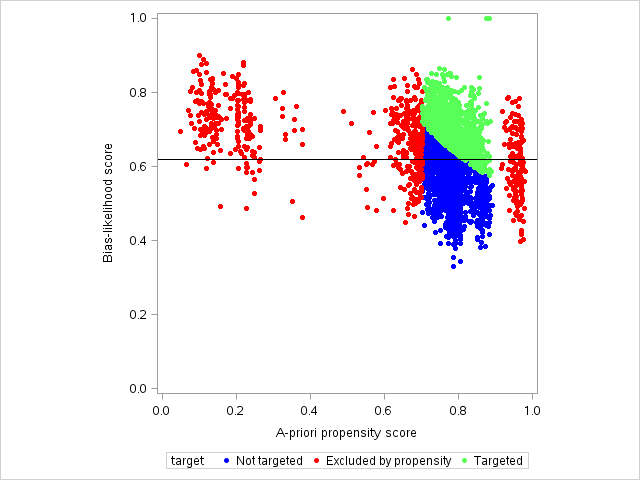 1.0
0.8
0.6
0.4
0.2
0.0
Bias-likelihood score
0.0 0.2 0.4 0.6 0.8 1.0
A-priori propensity score
target Not targeted Excluded by propensity Targeted